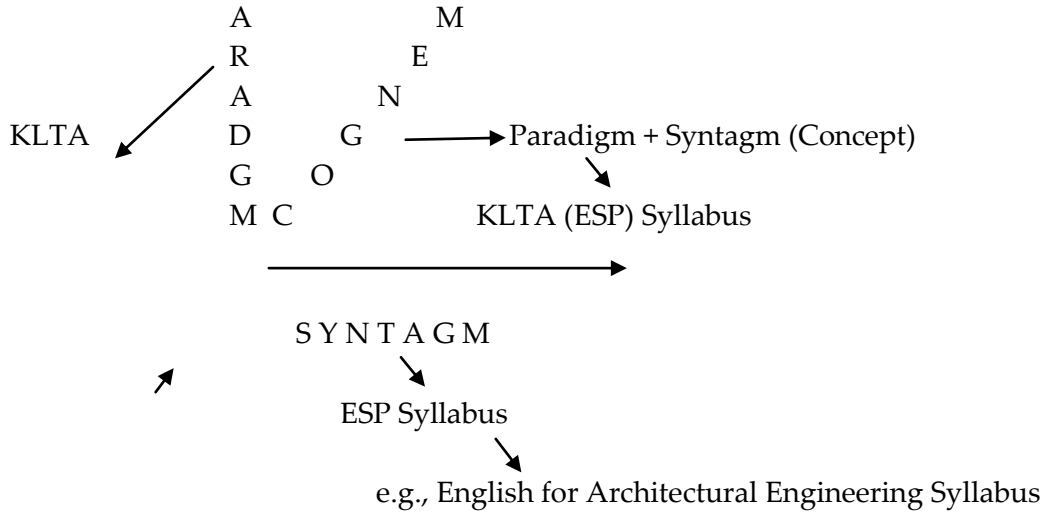 A M
R E
A N
KLTA D G Paradigm + Syntagm (Concept)
G O
M C KLTA (ESP) Syllabus
S Y N T A G M
ESP Syllabus
e.g., English for Architectural Engineering Syllabus